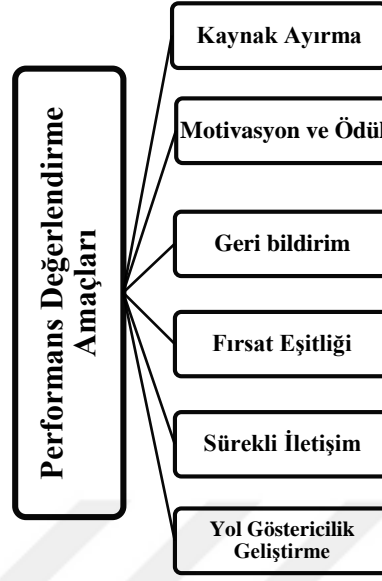 Performans Değerlendirme
Amaçları
Kaynak Ayırma
Motivasyon ve Ödül
Geri bildirim
Fırsat Eşitliği
Sürekli İletişim
Yol Göstericilik
Geliştirme